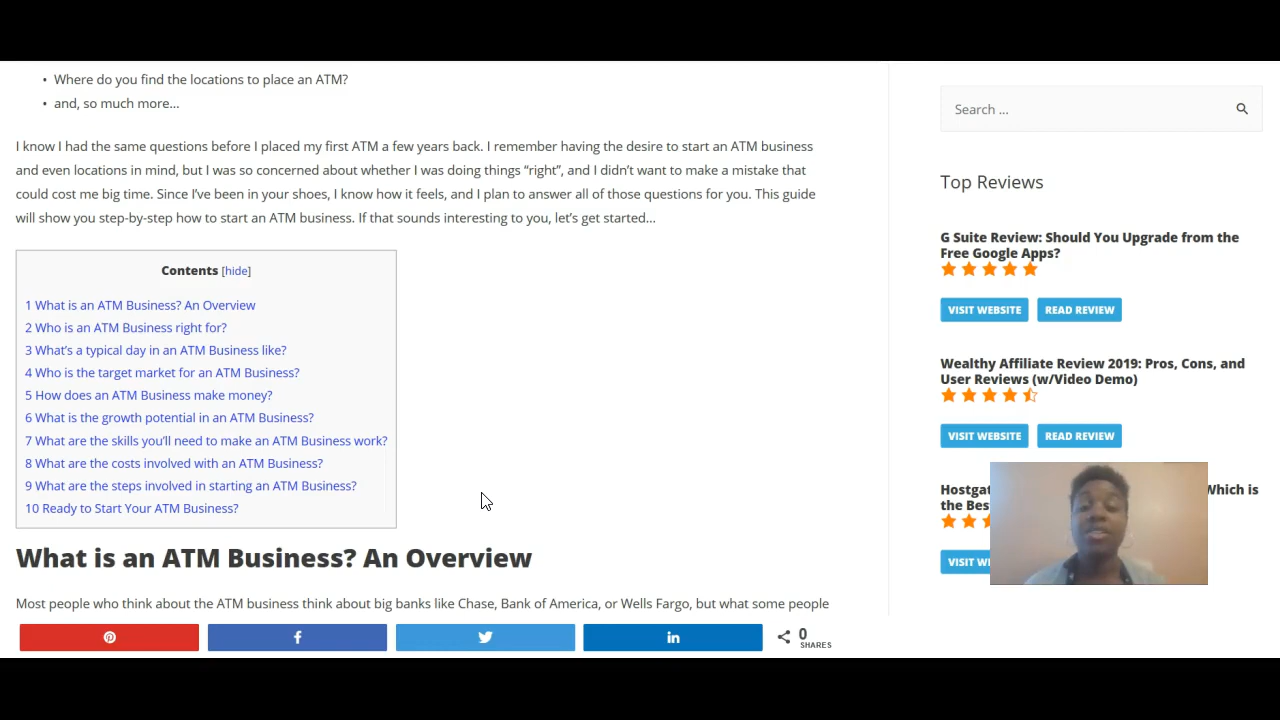 • Where do you find the locations to place an ATM?
• and, so much more...
I know I had the same questions before I placed my first ATM a few years back. I remember having the desire to start an ATM business
and even locations in mind, but I was so concerned about whether I was doing things “right”, and I didn’t want to make a mistake that
could cost me big time. Since I’ve been in your shoes, I know how it feels, and I plan to answer all of those questions for you. This guide
will show you step-by-step how to start an ATM business. If that sounds interesting to you, let’s get started...
Contents [hide]
1 What is an ATM Business? An Overview
2 Who is an ATM Business right for?
3 What’s a typical day in an ATM Business like?
4 Who is the target market for an ATM Business?
5 How does an ATM Business make money?
6 What is the growth potential in an ATM Business?
7 What are the skills you’ll need to make an ATM Business work?
8 What are the costs involved with an ATM Business?
9 What are the steps involved in starting an ATM Business?
10 Ready to Start Your ATM Business?
What is an ATM Business? An Overview
Most people who think about the ATM business think about big banks like Chase, Bank of America, or Wells Fargo, but what some people
f
in
0
SHARES
Search ...
Top Reviews
G Suite Review: Should You Upgrade from the
Free Google Apps?
VISIT WEBSITE READ REVIEW
Wealthy Affiliate Review 2019: Pros, Cons, and
User Reviews (w/Video Demo)
VISIT WEBSITE READ REVIEW
Which is
the
VISIT